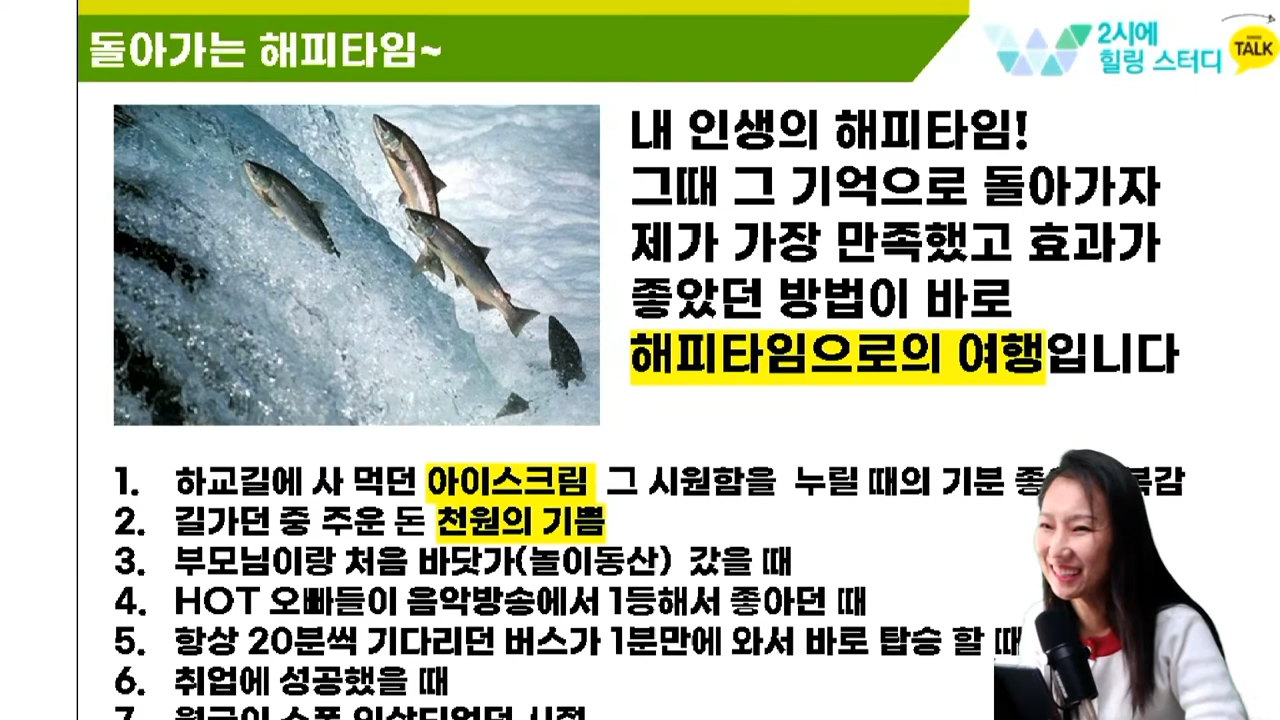 돌아가는 해피타임~
2시에
힐링 스터디
TALK
내 인생의 해피타임!
그때 그 기억으로 돌아가자
제가 가장 만족했고 효과가
좋았던 방법이 바로
해피타임으로의 여행입니다
1. 하교길에 사 먹던 아이스크림 그 시원함을 누릴 때의 기분
2. 길가던 중 주운 돈 천원의 기쁨
3. 부모님이랑 처음 바닷가(놀이동산) 갔을 때
4. HOT 오빠들이 음악방송에서 1등해서 좋아던 때
5. 항상 20분씩 기다리던 버스가 1분만에 와서 바로 탑승 할 때
6. 취업에 성공했을 때
7.